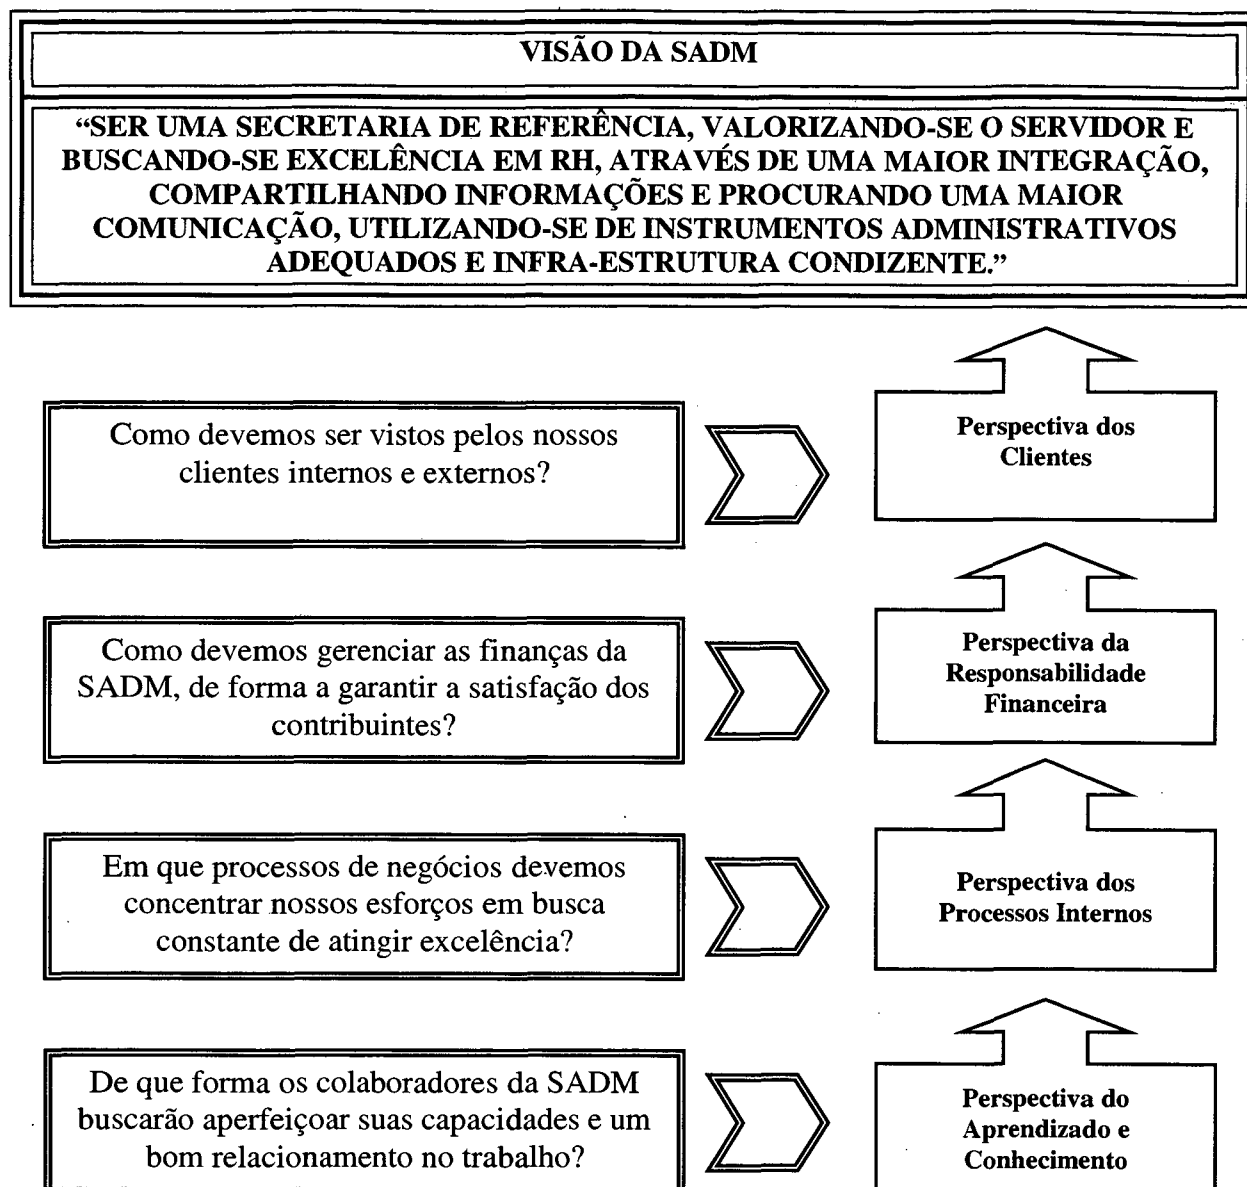 VISÃO DA SADM
“SER UMA SECRETARIA DE REFERÊNCIA, VALORIZANDO-SE O SERVIDOR E
BUSCANDO-SE EXCELÊNCIA EM RH, ATRAVÉS DE UMA MAIOR INTEGRAÇÃO,
COMPARTILHANDO INFORMAÇÕES E PROCURANDO UMA MAIOR
COMUNICAÇÃO, UTILIZANDO-SE DE INSTRUMENTOS ADMINISTRATIVOS
ADEQUADOS E INFRA-ESTRUTURA CONDIZENTE.”
Como devemos ser vistos pelos nossos
clientes internos e externos?
Perspectiva dos
Clientes
Como devemos gerenciar as finanças da
SADM, de forma a garantir a satisfação dos
contribuintes?
Perspectiva da
Responsabilidade
Financeira
Em que processos de negócios devemos
concentrar nossos esforços em busca
constante de atingir excelência?
Perspectiva dos
Processos Internos
De que forma os colaboradores da SADM
buscarão aperfeiçoar suas capacidades e um
bom relacionamento no trabalho?
Perspectiva do
Aprendizado e
Conhecimento